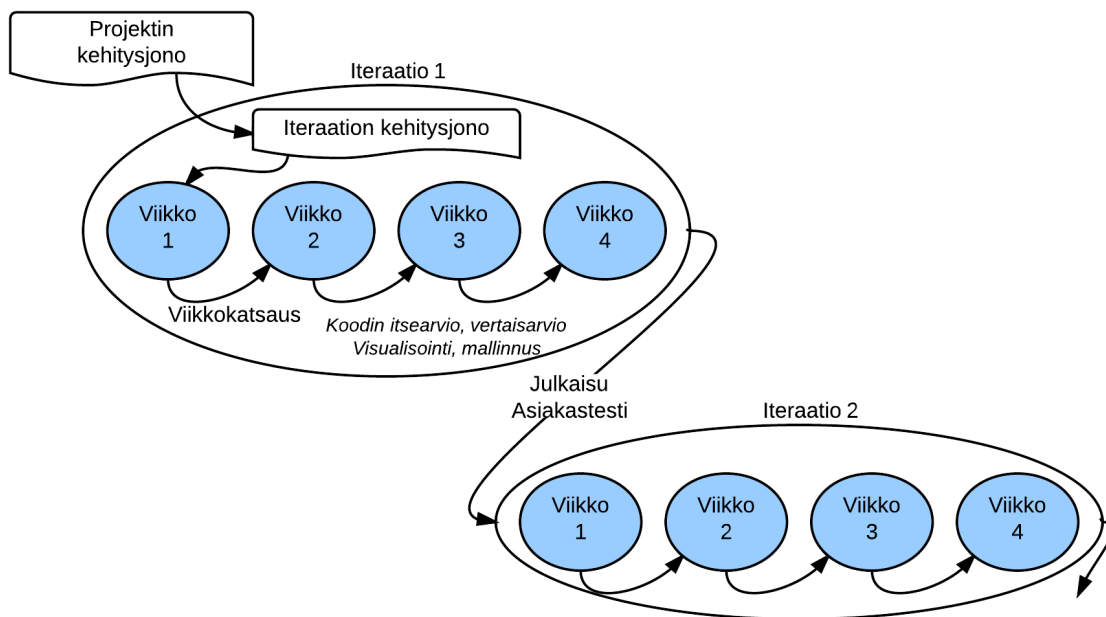 Projektin
kehitysjono
Iteraatio 1
Iteraation kehitysjono
Viikko
1
Viikko
2
Viikko
3
Viikko
4
Viikkokatsaus
Koodin itsearvio, vertaisarvio
Visualisointi, mallinnus
Julkaisu
Asiakastesti
Iteraatio 2
Viikko
1
Viikko
2
Viikko
3
Viikko
4